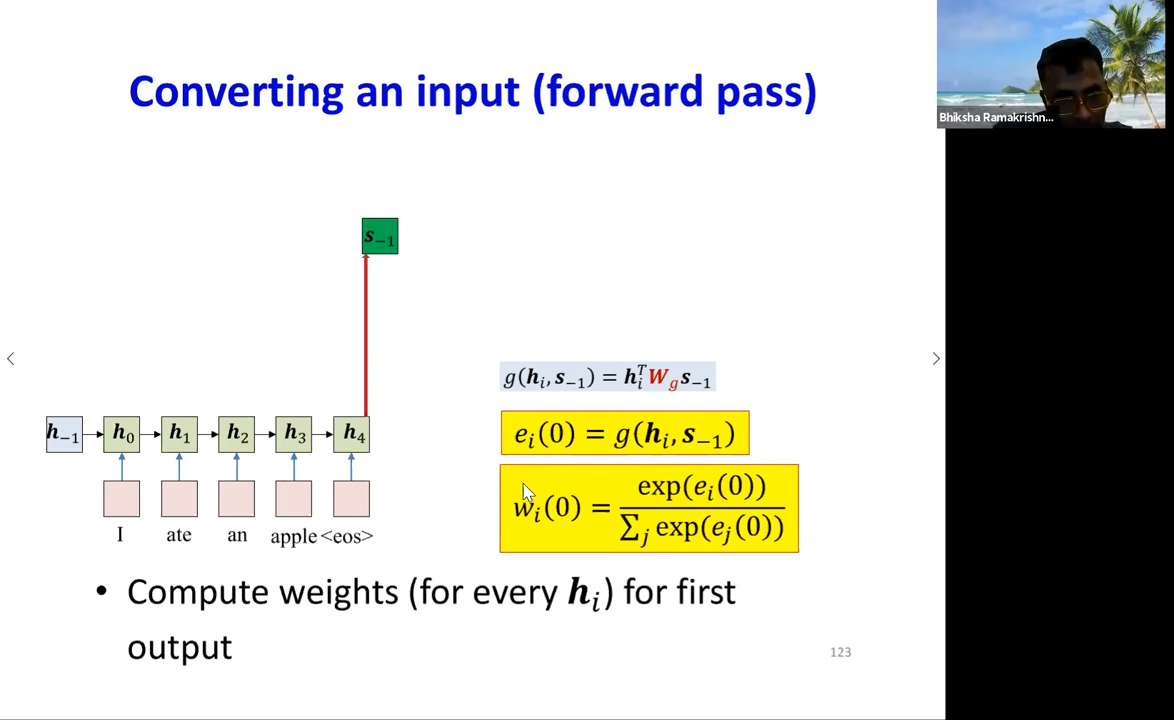 Converting an input (forward pass)
Bhiksha Ramakrishn...
s₋₁
g(hᵢ, s₋₁) = hᵢᵀW_g s₋₁
h₋₁ h₀ h₁ h₂ h₃ h₄
eᵢ(0) = g(hᵢ, s₋₁)
wᵢ(0) = exp(eᵢ(0)) / ∑ⱼ exp(eⱼ(0))
I ate an apple <eos>
• Compute weights (for every hᵢ) for first
output
123